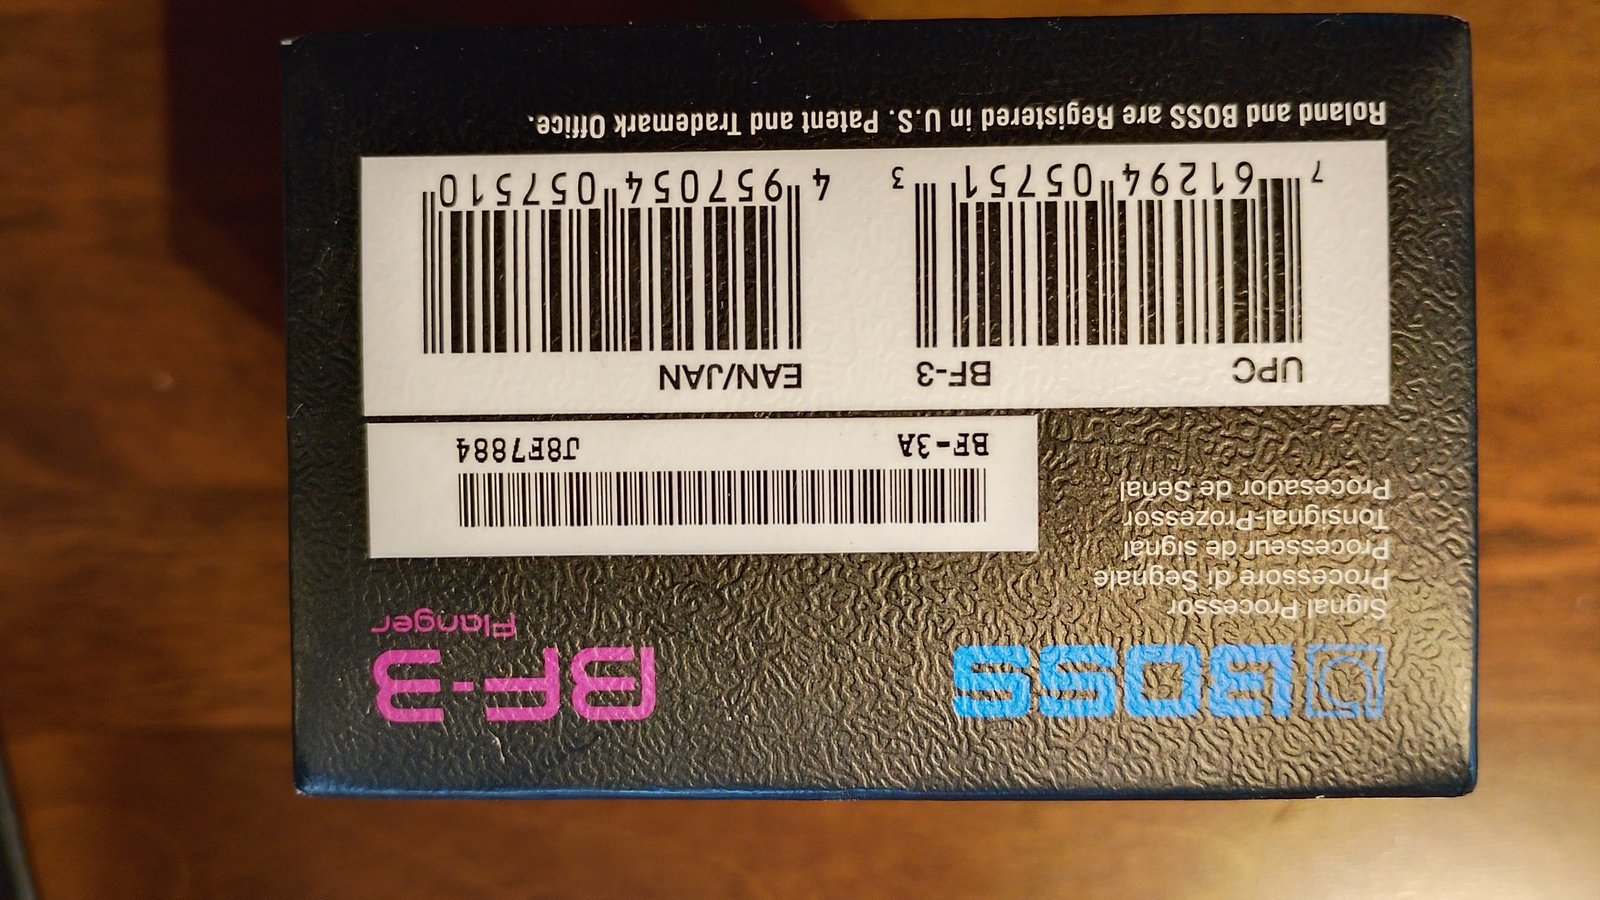 BOSS
BF-3
Flanger
Signal Processor
Processore di Segnale
Processeur de signal
Tonsignal-Prozessor
Procesador de Señal
BF-3A J8F7884
UPC BF-3
7 61294 05751 3
EAN/JAN
4 957054 057510
Roland and BOSS are Registered in U.S. Patent and Trademark Office.